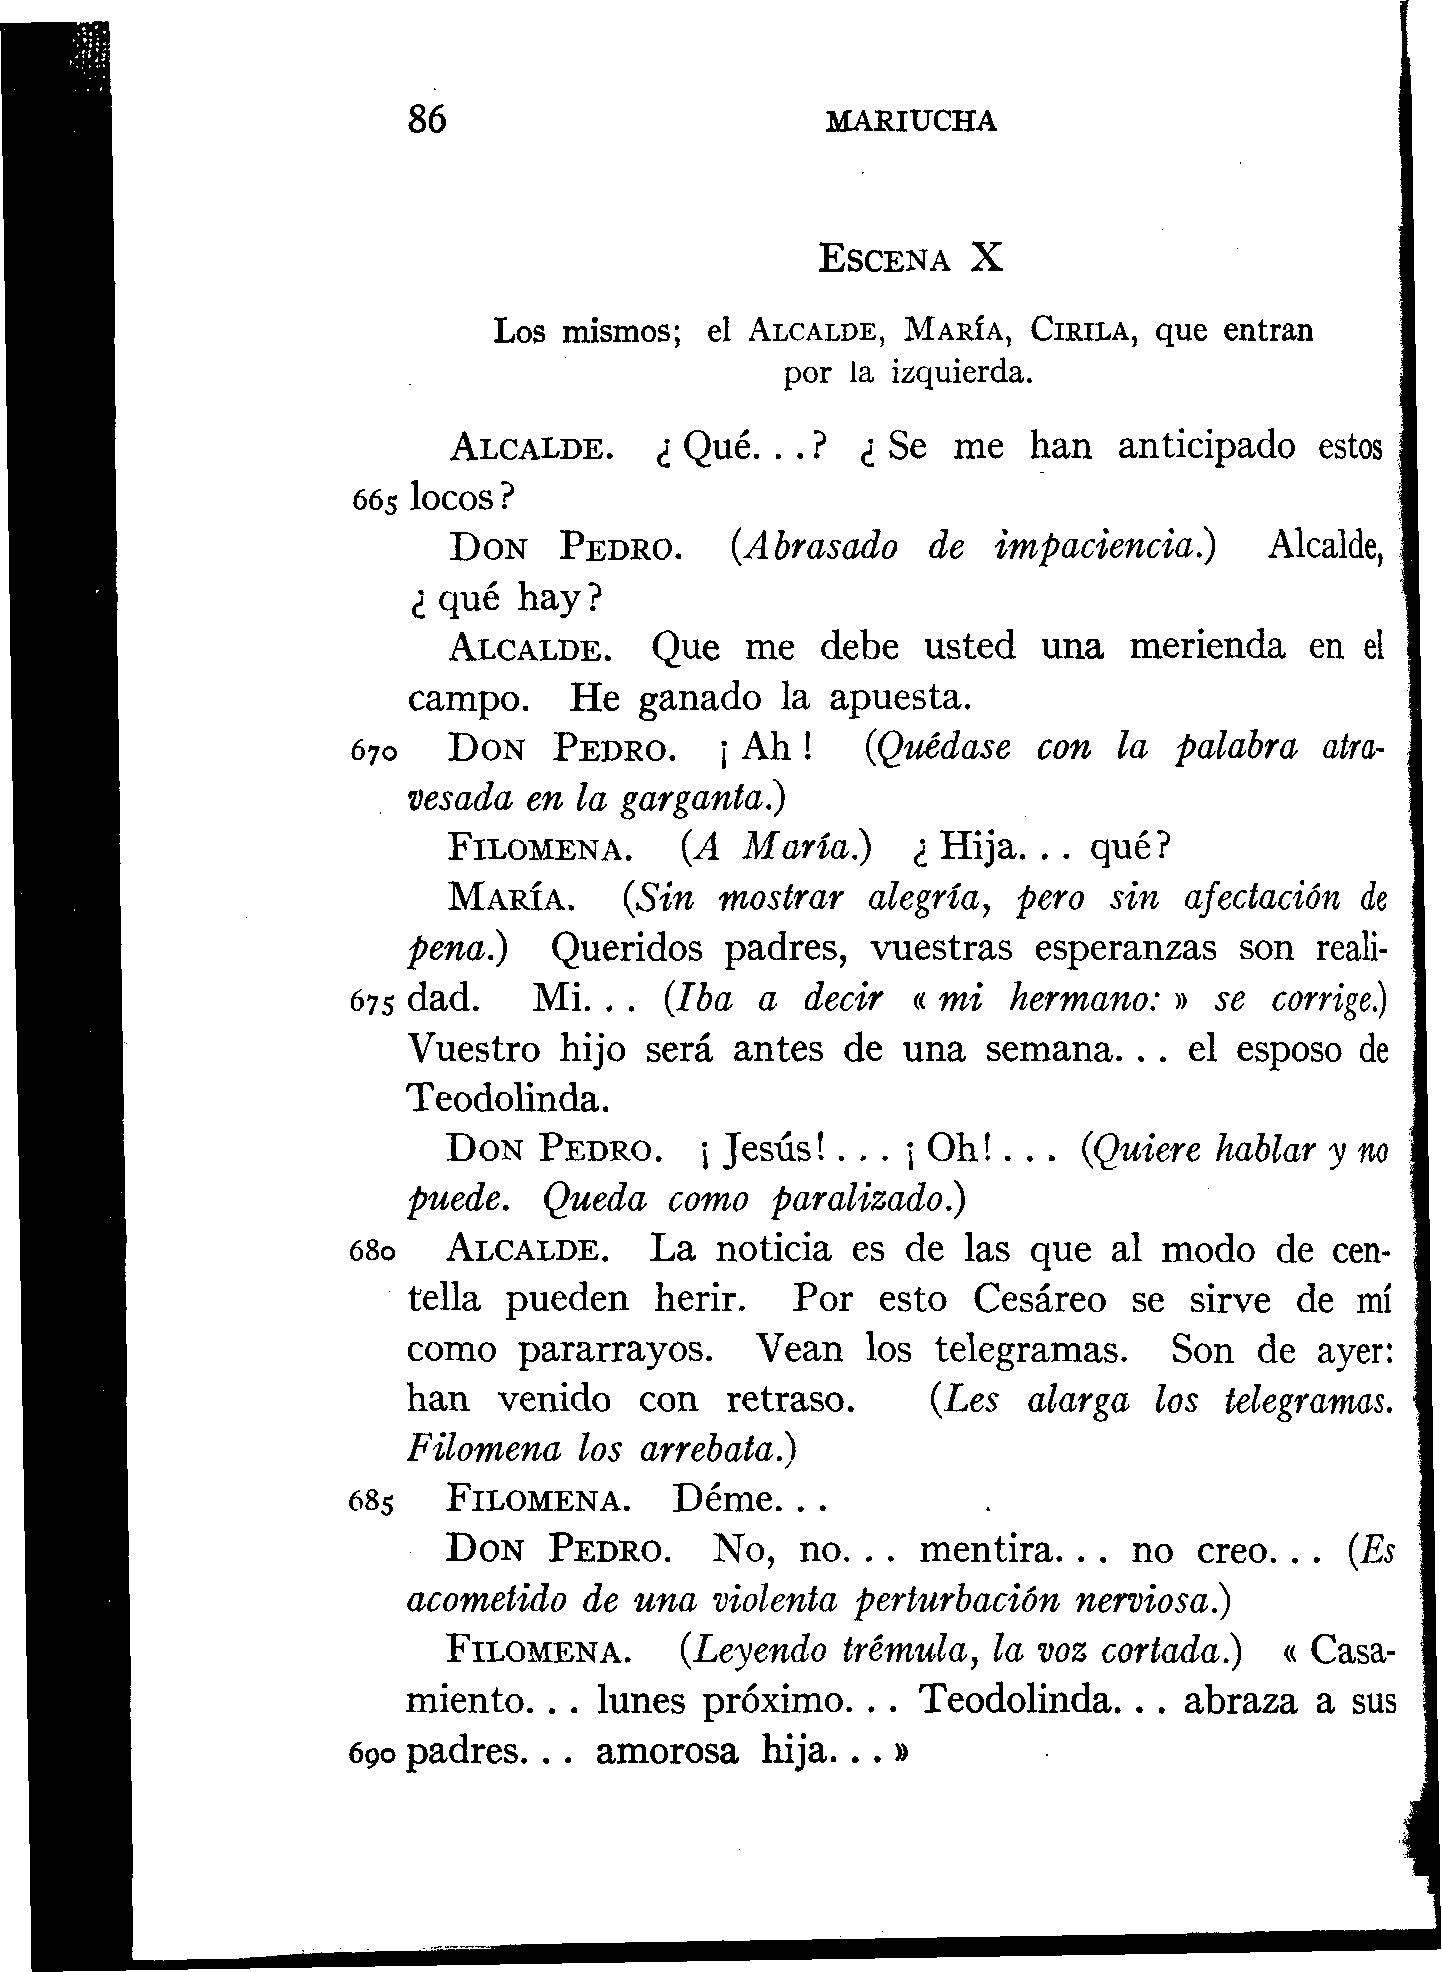 86 MARIUCHA
ESCENA X
Los mismos; el ALCALDE, MARÍA, CIRILA, que entran
por la izquierda.
ALCALDE. ¿Qué. . .? ¿Se me han anticipado estos
665 locos?
DON PEDRO. (Abrasado de impaciencia.) Alcalde,
¿qué hay?
ALCALDE. Que me debe usted una merienda en el
campo. He ganado la apuesta.
670 DON PEDRO. ¡Ah! (Quédase con la palabra atra-
vesada en la garganta.)
FILOMENA. (A María.) ¿Hija. . . qué?
MARÍA. (Sin mostrar alegría, pero sin afectación de
pena.) Queridos padres, vuestras esperanzas son reali-
675 dad. Mi. . . (Iba a decir « mi hermano: » se corrige.)
Vuestro hijo será antes de una semana. . . el esposo de
Teodolinda.
DON PEDRO. ¡Jesús!. . . ¡Oh!. . . (Quiere hablar y no
puede. Queda como paralizado.)
680 ALCALDE. La noticia es de las que al modo de cen-
tella pueden herir. Por esto Cesáreo se sirve de mí
como pararrayos. Vean los telegramas. Son de ayer:
han venido con retraso. (Les alarga los telegramas.
Filomena los arrebata.)
685 FILOMENA. Déme. . .
DON PEDRO. No, no. . . mentira. . . no creo. . . (Es
acometido de una violenta perturbación nerviosa.)
FILOMENA. (Leyendo trémula, la voz cortada.) « Casa-
miento. . . lunes próximo. . . Teodolinda. . . abraza a sus
690 padres. . . amorosa hija. . . »